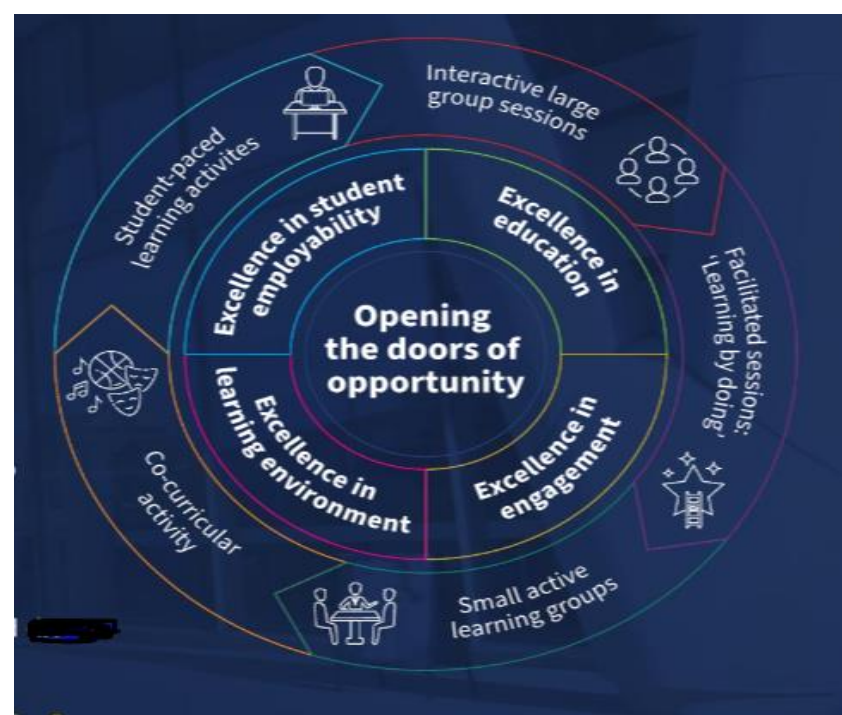 Interactive large
group sessions
Facilitated sessions:
'Learning by doing'
Small active
learning groups
Co-curricular
activity
Student-paced
learning activites
Excellence in student
employability
Excellence in
education
Excellence in
engagement
Excellence in
learning environment
Opening
the doors of
opportunity